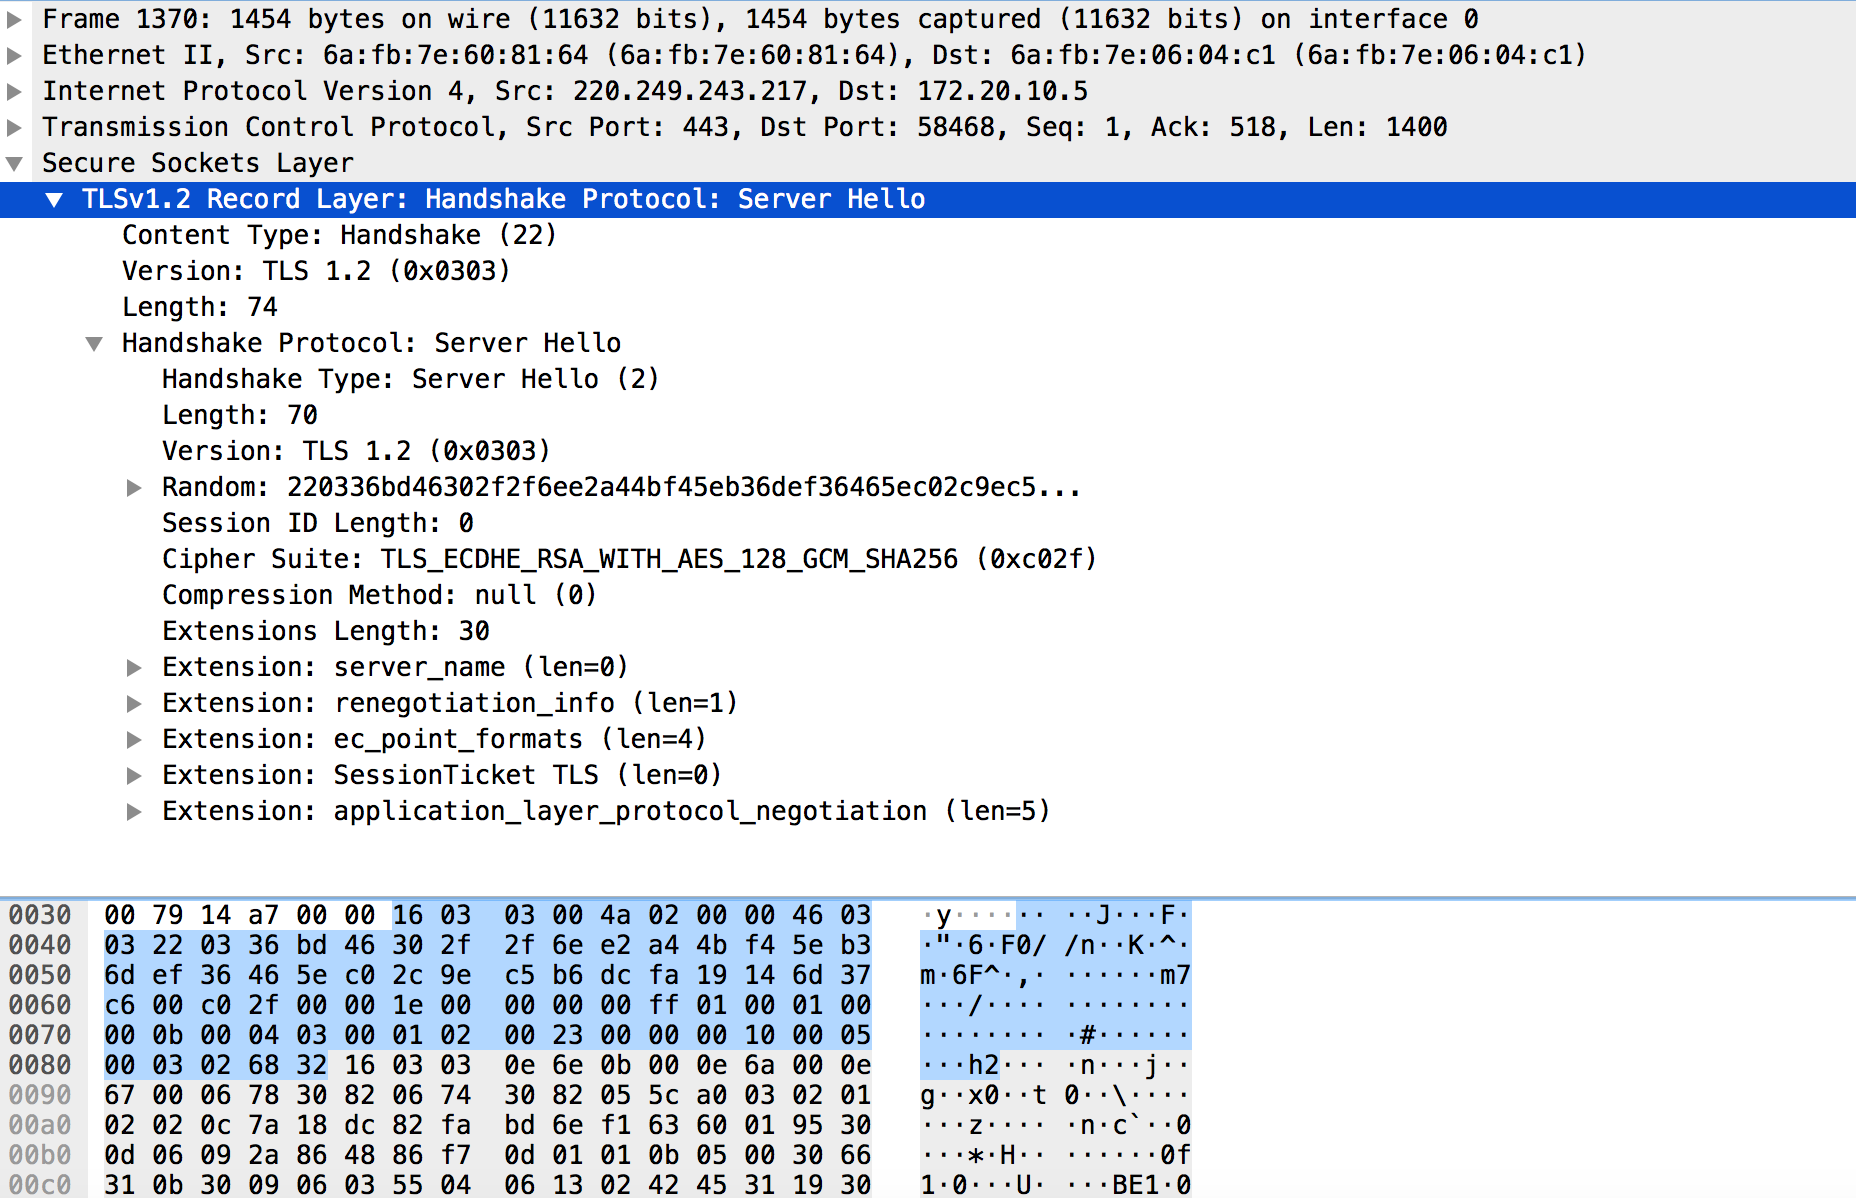 Frame 1370: 1454 bytes on wire (11632 bits), 1454 bytes captured (11632 bits) on interface 0
Ethernet II, Src: 6a:fb:7e:60:81:64 (6a:fb:7e:60:81:64), Dst: 6a:fb:7e:06:04:c1 (6a:fb:7e:06:04:c1)
Internet Protocol Version 4, Src: 220.249.243.217, Dst: 172.20.10.5
Transmission Control Protocol, Src Port: 443, Dst Port: 58468, Seq: 1, Ack: 518, Len: 1400
Secure Sockets Layer
TLSv1.2 Record Layer: Handshake Protocol: Server Hello
Content Type: Handshake (22)
Version: TLS 1.2 (0x0303)
Length: 74
Handshake Protocol: Server Hello
Handshake Type: Server Hello (2)
Length: 70
Version: TLS 1.2 (0x0303)
Random: 220336bd46302f2f6ee2a44bf45eb36def36465ec02c9ec5...
Session ID Length: 0
Cipher Suite: TLS_ECDHE_RSA_WITH_AES_128_GCM_SHA256 (0xc02f)
Compression Method: null (0)
Extensions Length: 30
Extension: server_name (len=0)
Extension: renegotiation_info (len=1)
Extension: ec_point_formats (len=4)
Extension: SessionTicket TLS (len=0)
Extension: application_layer_protocol_negotiation (len=5)
0030 00 79 14 a7 00 00 16 03 03 00 4a 02 00 00 46 03 ·y······ ··J···F·
0040 03 22 03 36 bd 46 30 2f 2f 6e e2 a4 4b f4 5e b3 ·"·6·F0/ /n··K·^·
0050 6d ef 36 46 5e c0 2c 9e c5 b6 dc fa 19 14 6d 37 m·6F^·,· ······m7
0060 c6 00 c0 2f 00 00 1e 00 00 00 00 ff 01 00 01 00 ···/···· ········
0070 00 0b 00 04 03 00 01 02 00 23 00 00 00 10 00 05 ········ ·#······
0080 00 03 02 68 32 16 03 03 0e 6e 0b 00 0e 6a 00 0e ···h2··· ·n···j··
0090 67 00 06 78 30 82 06 74 30 82 05 5c a0 03 02 01 g··x0··t 0··\····
00a0 02 02 0c 7a 18 dc 82 fa bd 6e f1 63 60 01 95 30 ···z···· ·n·c`··0
00b0 0d 06 09 2a 86 48 86 f7 0d 01 01 0b 05 00 30 66 ···*·H·· ······0f
00c0 31 0b 30 09 06 03 55 04 06 13 02 42 45 31 19 30 1·0···U· ···BE1·0